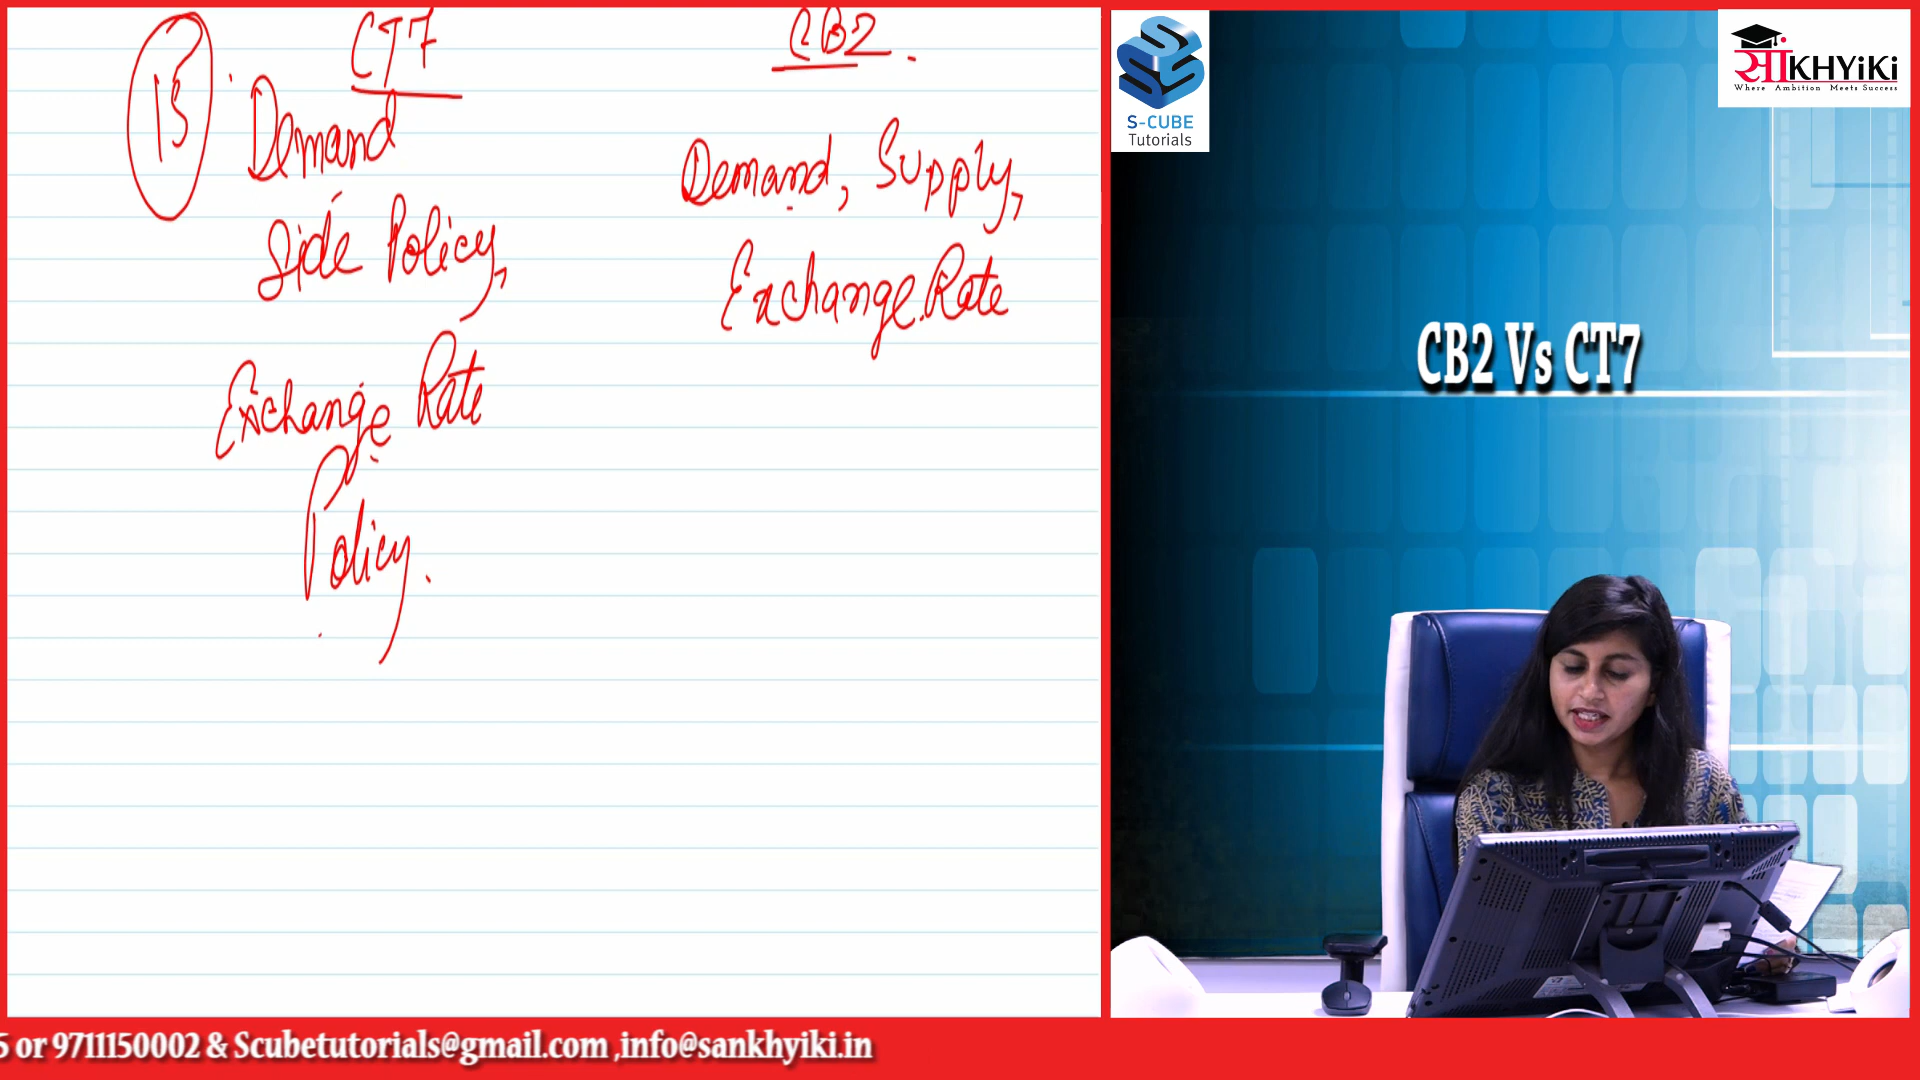 15
CT7
Demand
Side Policy,
Exchange Rate
Policy.
CB2.
Demand, Supply,
Exchange Rate
S-CUBE
Tutorials
सांKHYiKi
Where Ambition Meets Success
CB2 Vs CT7
5 or 9711150002 & Scubetutorials@gmail.com ,info@sankhyiki.in